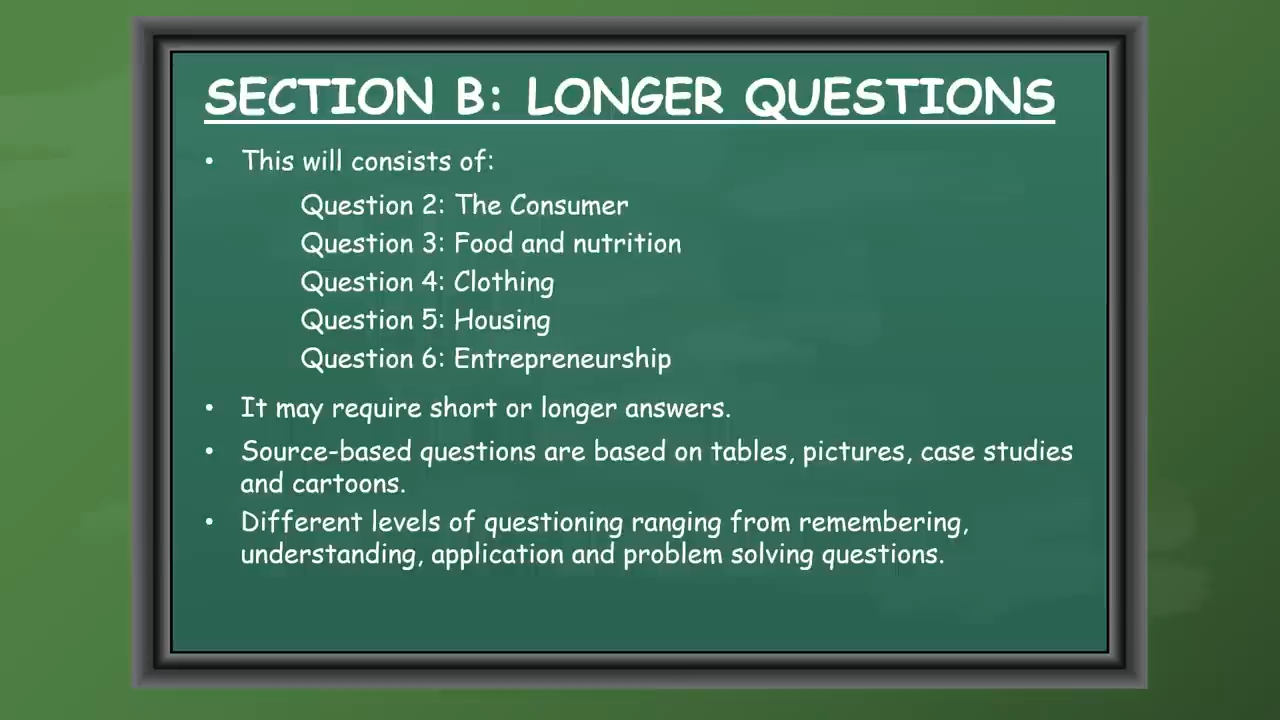 SECTION B: LONGER QUESTIONS
• This will consists of:
Question 2: The Consumer
Question 3: Food and nutrition
Question 4: Clothing
Question 5: Housing
Question 6: Entrepreneurship
• It may require short or longer answers.
• Source-based questions are based on tables, pictures, case studies
and cartoons.
• Different levels of questioning ranging from remembering,
understanding, application and problem solving questions.